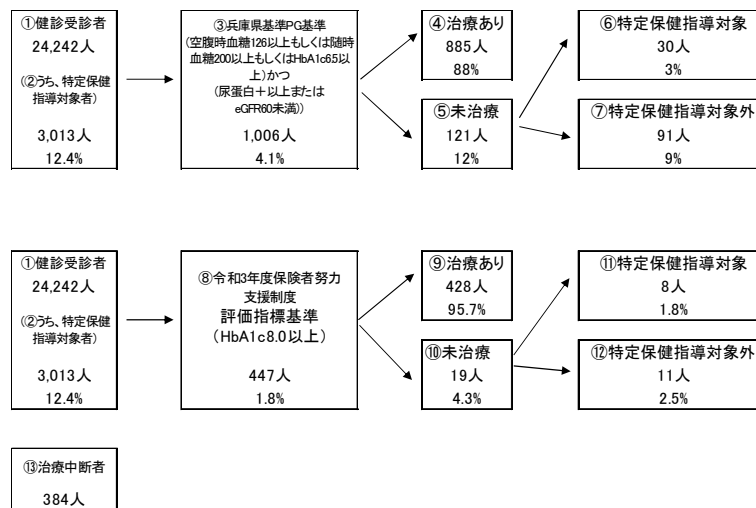 ①健診受診者
24,242人
(②うち、特定保健
指導対象者)
3,013人
12.4%
③兵庫県基準PG基準
(空腹時血糖126以上もしくは随時
血糖200以上もしくはHbA1c6.5以
上)かつ
(尿蛋白+以上または
eGFR60未満))
1,006人
4.1%
④治療あり
885人
88%
⑤未治療
121人
12%
⑥特定保健指導対象
30人
3%
⑦特定保健指導対象外
91人
9%
①健診受診者
24,242人
(②うち、特定保健
指導対象者)
3,013人
12.4%
⑧令和3年度保険者努力
支援制度
評価指標基準
(HbA1c8.0以上)
447人
1.8%
⑨治療あり
428人
95.7%
⑩未治療
19人
4.3%
⑪特定保健指導対象
8人
1.8%
⑫特定保健指導対象外
11人
2.5%
⑬治療中断者
384人